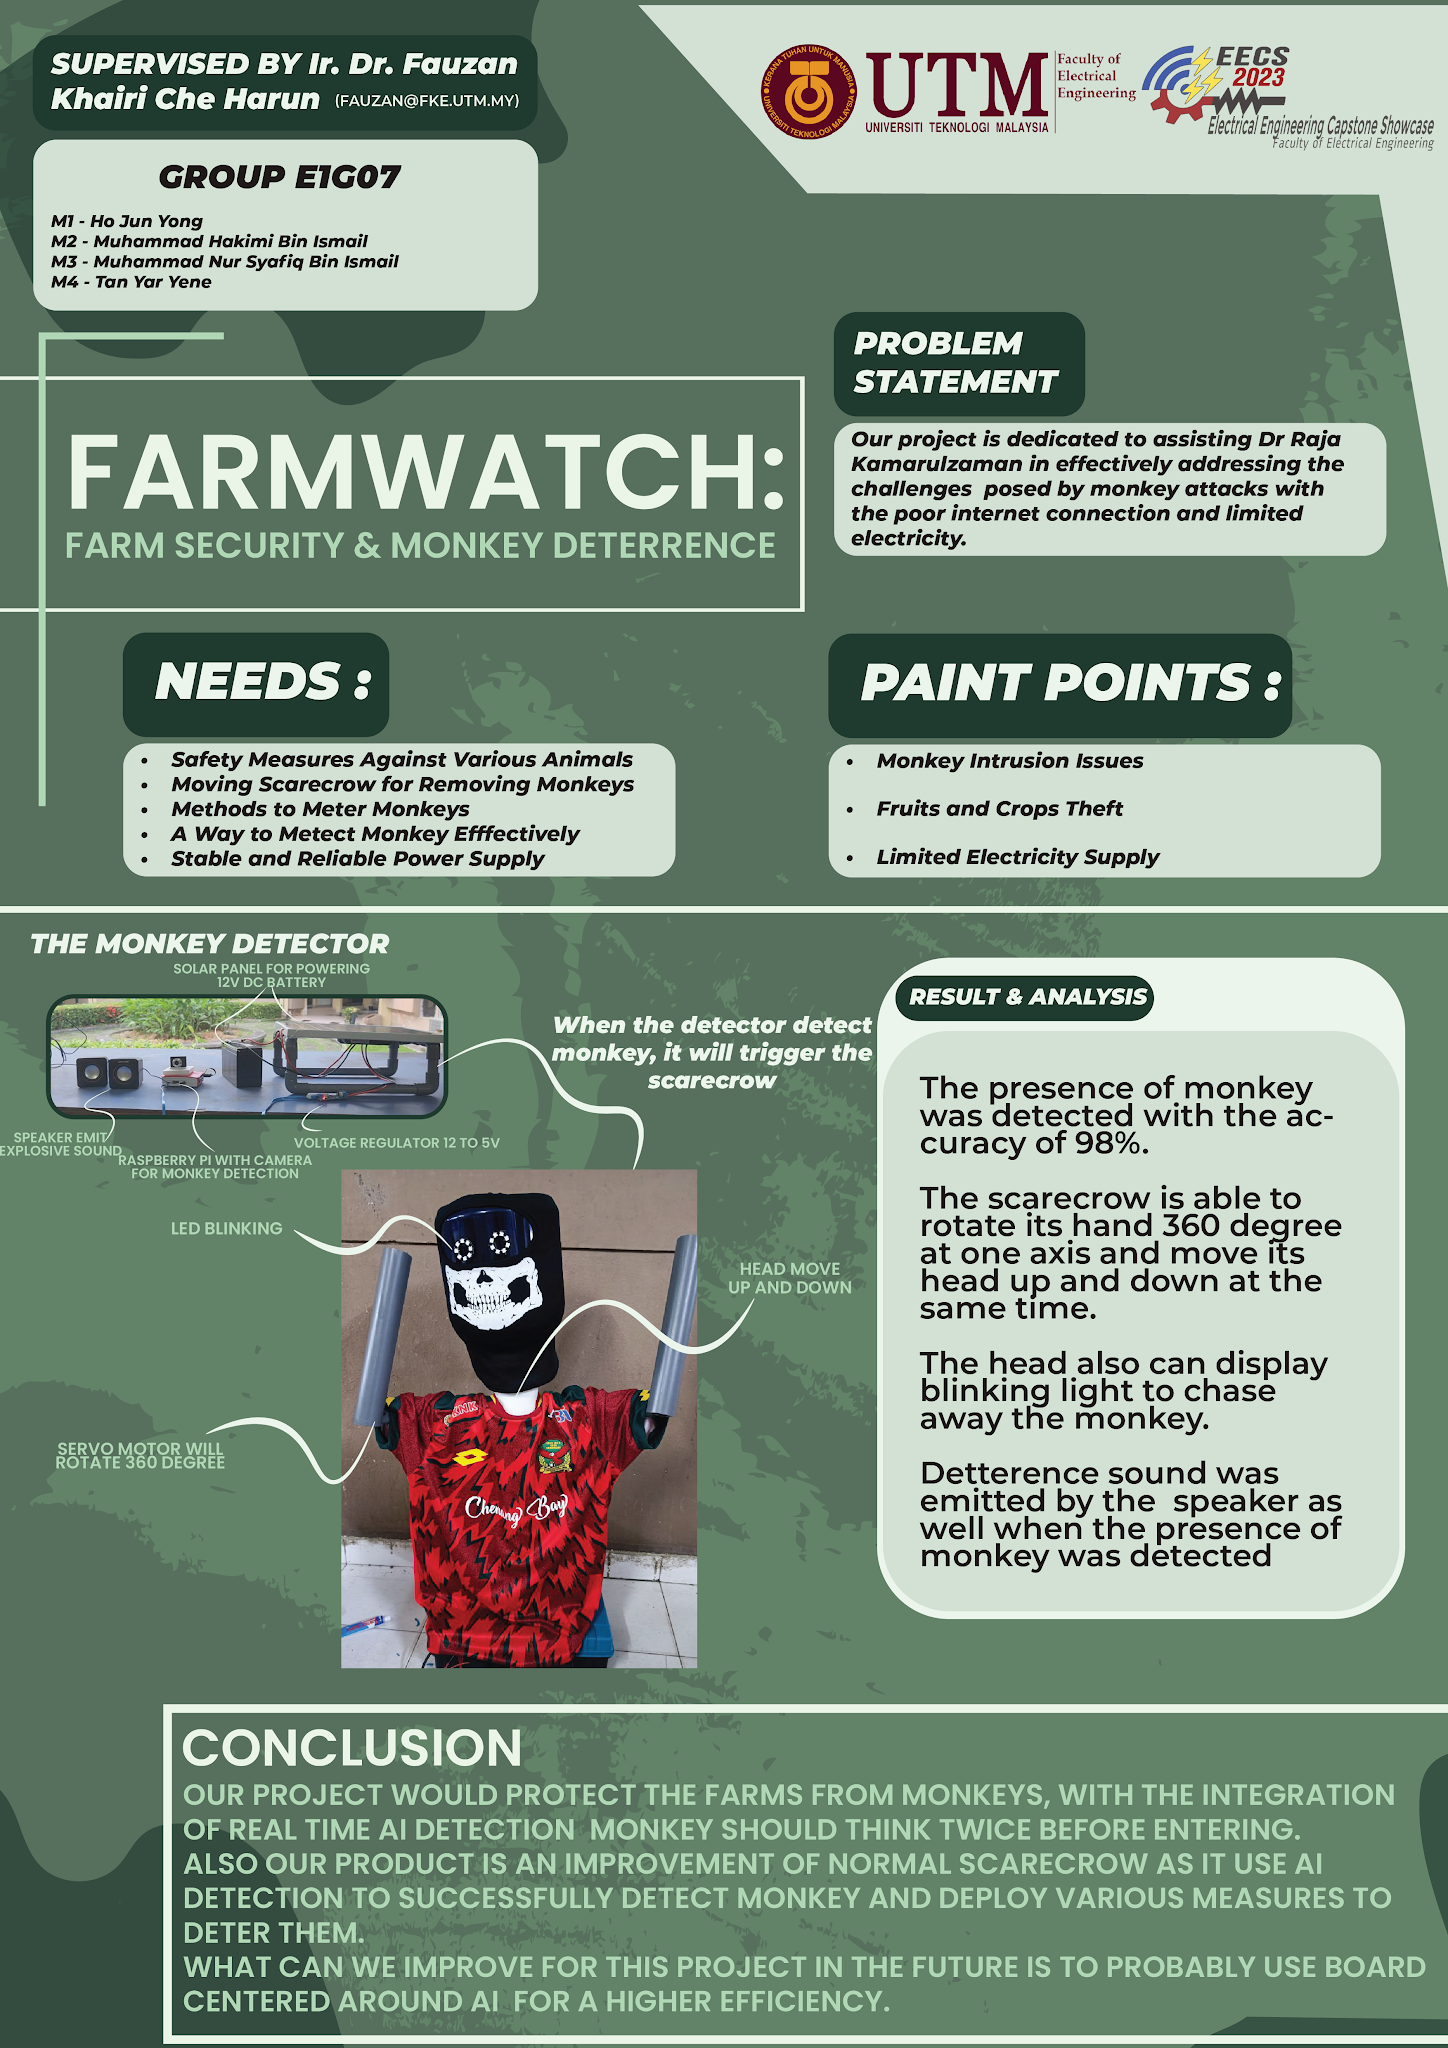 SUPERVISED BY Ir. Dr. Fauzan
Khairi Che Harun (FAUZAN@FKE.UTM.MY)
GROUP E1G07
M1 - Ho Jun Yong
M2 - Muhammad Hakimi Bin Ismail
M3 - Muhammad Nur Syafiq Bin Ismail
M4 - Tan Yar Yene
KERANA TUHAN UNTUK MANUSIA
UNIVERSITI TEKNOLOGI MALAYSIA
UTM
UNIVERSITI TEKNOLOGI MALAYSIA
Faculty of
Electrical
Engineering
EECS
2023
Electrical Engineering Capstone Showcase
Faculty of Electrical Engineering
FARMWATCH:
FARM SECURITY & MONKEY DETERRENCE
PROBLEM
STATEMENT
Our project is dedicated to assisting Dr Raja
Kamarulzaman in effectively addressing the
challenges posed by monkey attacks with
the poor internet connection and limited
electricity.
NEEDS :
• Safety Measures Against Various Animals
• Moving Scarecrow for Removing Monkeys
• Methods to Meter Monkeys
• A Way to Metect Monkey Efffectively
• Stable and Reliable Power Supply
PAINT POINTS :
• Monkey Intrusion Issues
• Fruits and Crops Theft
• Limited Electricity Supply
THE MONKEY DETECTOR
SOLAR PANEL FOR POWERING
12V DC BATTERY
SPEAKER EMIT
EXPLOSIVE SOUND
RASPBERRY PI WITH CAMERA
FOR MONKEY DETECTION
VOLTAGE REGULATOR 12 TO 5V
When the detector detect
monkey, it will trigger the
scarecrow
LED BLINKING
HEAD MOVE
UP AND DOWN
SERVO MOTOR WILL
ROTATE 360 DEGREE
Chenang Bay
RESULT & ANALYSIS
The presence of monkey
was detected with the ac-
curacy of 98%.
The scarecrow is able to
rotate its hand 360 degree
at one axis and move its
head up and down at the
same time.
The head also can display
blinking light to chase
away the monkey.
Detterence sound was
emitted by the speaker as
well when the presence of
monkey was detected
CONCLUSION
OUR PROJECT WOULD PROTECT THE FARMS FROM MONKEYS, WITH THE INTEGRATION
OF REAL TIME AI DETECTION MONKEY SHOULD THINK TWICE BEFORE ENTERING.
ALSO OUR PRODUCT IS AN IMPROVEMENT OF NORMAL SCARECROW AS IT USE AI
DETECTION TO SUCCESSFULLY DETECT MONKEY AND DEPLOY VARIOUS MEASURES TO
DETER THEM.
WHAT CAN WE IMPROVE FOR THIS PROJECT IN THE FUTURE IS TO PROBABLY USE BOARD
CENTERED AROUND AI FOR A HIGHER EFFICIENCY.